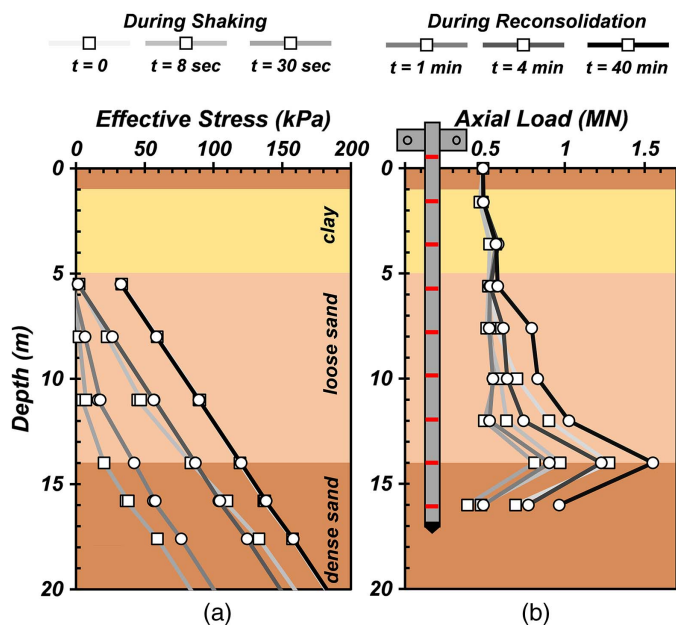 During Shaking
During Reconsolidation
t = 0
t = 8 sec
t = 30 sec
t = 1 min
t = 4 min
t = 40 min
Effective Stress (kPa)
Axial Load (MN)
0 50 100 150 200
0.5 1 1.5
0
5
10
15
20
Depth (m)
clay
loose sand
dense sand
0
5
10
15
20
(a)
(b)